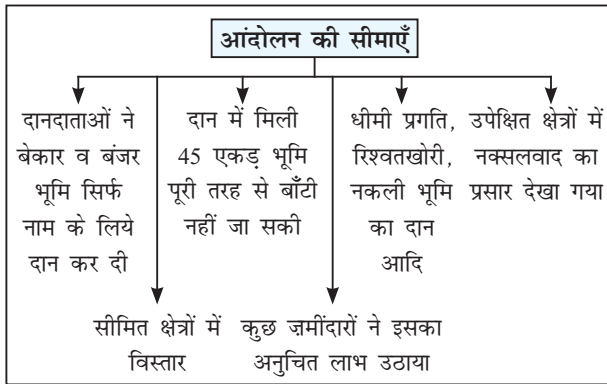 आंदोलन की सीमाएँ
दानदाताओं ने
बेकार व बंजर
भूमि सिर्फ
नाम के लिये
दान कर दी
दान में मिली
45 एकड़ भूमि
पूरी तरह से बाँटी
नहीं जा सकी
धीमी प्रगति,
रिश्वतखोरी,
नकली भूमि
का दान
आदि
उपेक्षित क्षेत्रों में
नक्सलवाद का
प्रसार देखा गया
सीमित क्षेत्रों में
विस्तार
कुछ ज़मींदारों ने इसका
अनुचित लाभ उठाया